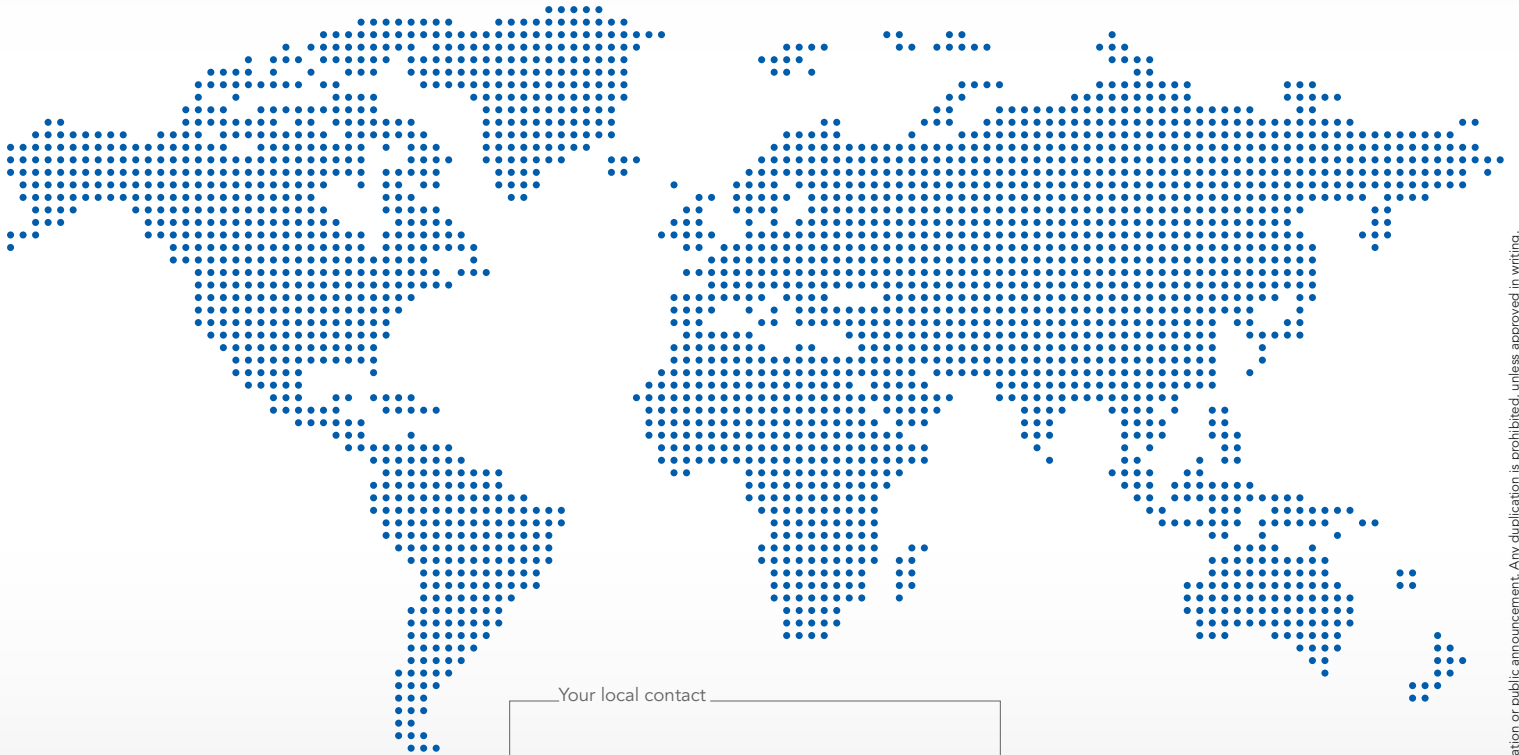 Your local contact
ation or public announcement. Any duplication is prohibited, unless approved in writing.